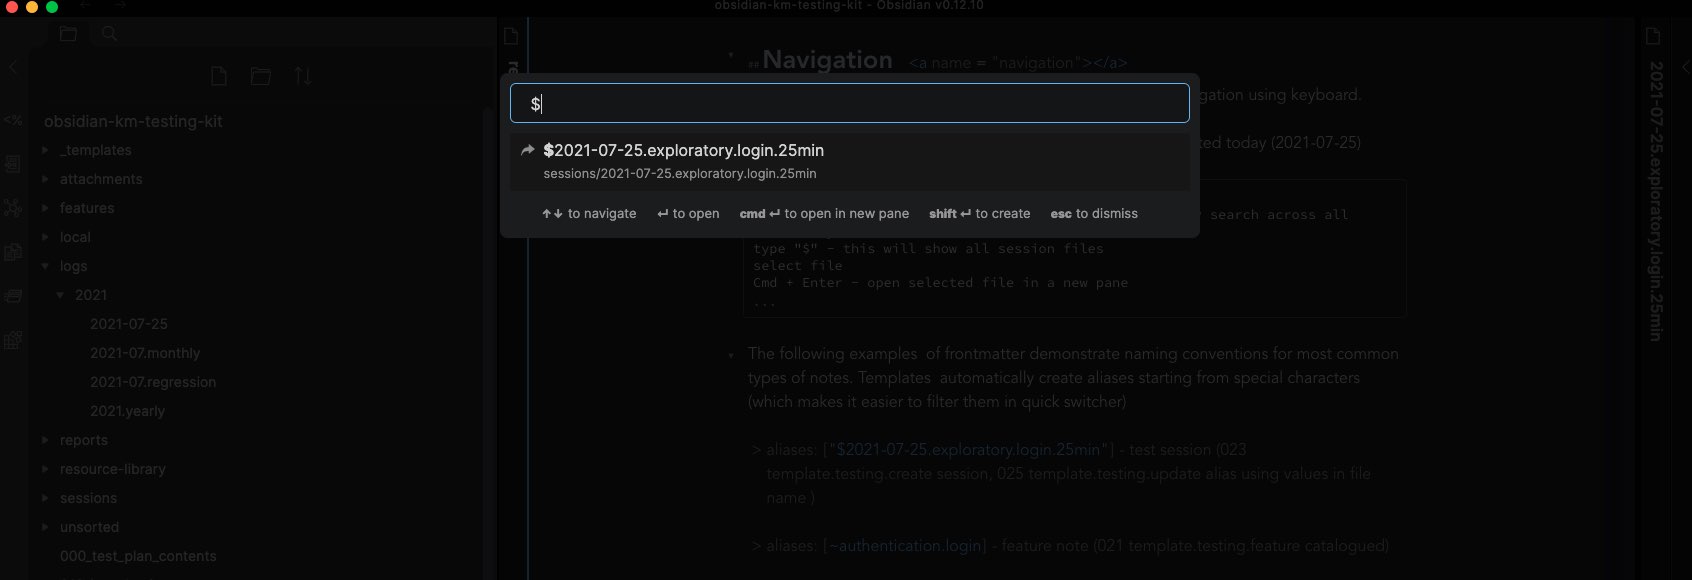 obsidian-km-testing-kit - Obsidian v0.12.10
obsidian-km-testing-kit
_templates
attachments
features
local
logs
2021
2021-07-25
2021-07.monthly
2021-07.regression
2021.yearly
reports
resource-library
sessions
unsorted
000_test_plan_contents
## Navigation <a name = "navigation"></a>
gation using keyboard.
$
ted today (2021-07-25)
$2021-07-25.exploratory.login.25min
sessions/2021-07-25.exploratory.login.25min
↑↓ to navigate ↵ to open cmd ↵ to open in new pane shift ↵ to create esc to dismiss
search across all
type "$" - this will show all session files
select file
Cmd + Enter - open selected file in a new pane
...
The following examples of frontmatter demonstrate naming conventions for most common
types of notes. Templates automatically create aliases starting from special characters
(which makes it easier to filter them in quick switcher)
> aliases: ["$2021-07-25.exploratory.login.25min"] - test session (023
template.testing.create session, 025 template.testing.update alias using values in file
name )
> aliases: [~authentication.login] - feature note (021 template.testing.feature catalogued)
2021-07-25.exploratory.login.25min